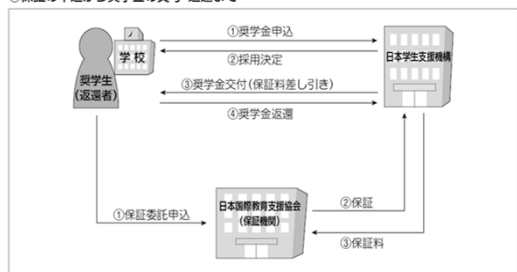 ①奨学金申込
学校
②採用決定
日本学生支援機構
奨学生
(返還者)
③奨学金交付(保証料差し引き)
④奨学金返還
日本国際教育支援協会
(保証機関)
①保証委託申込
②保証
③保証料